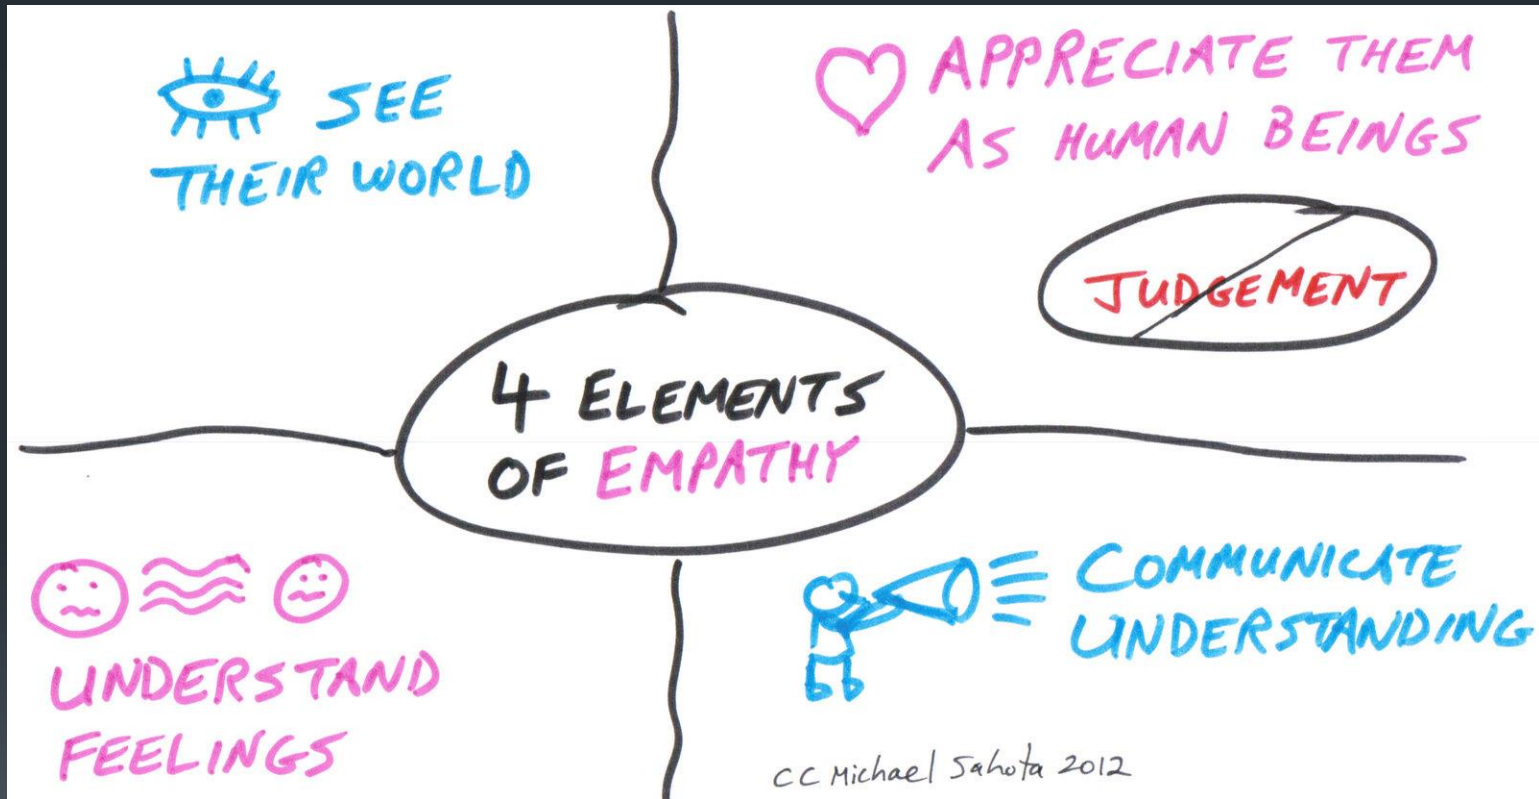 SEE
THEIR WORLD
APPRECIATE THEM
AS HUMAN BEINGS
JUDGEMENT
4 ELEMENTS
OF EMPATHY
UNDERSTAND
FEELINGS
COMMUNICATE
UNDERSTANDING
CC Michael Sahota 2012